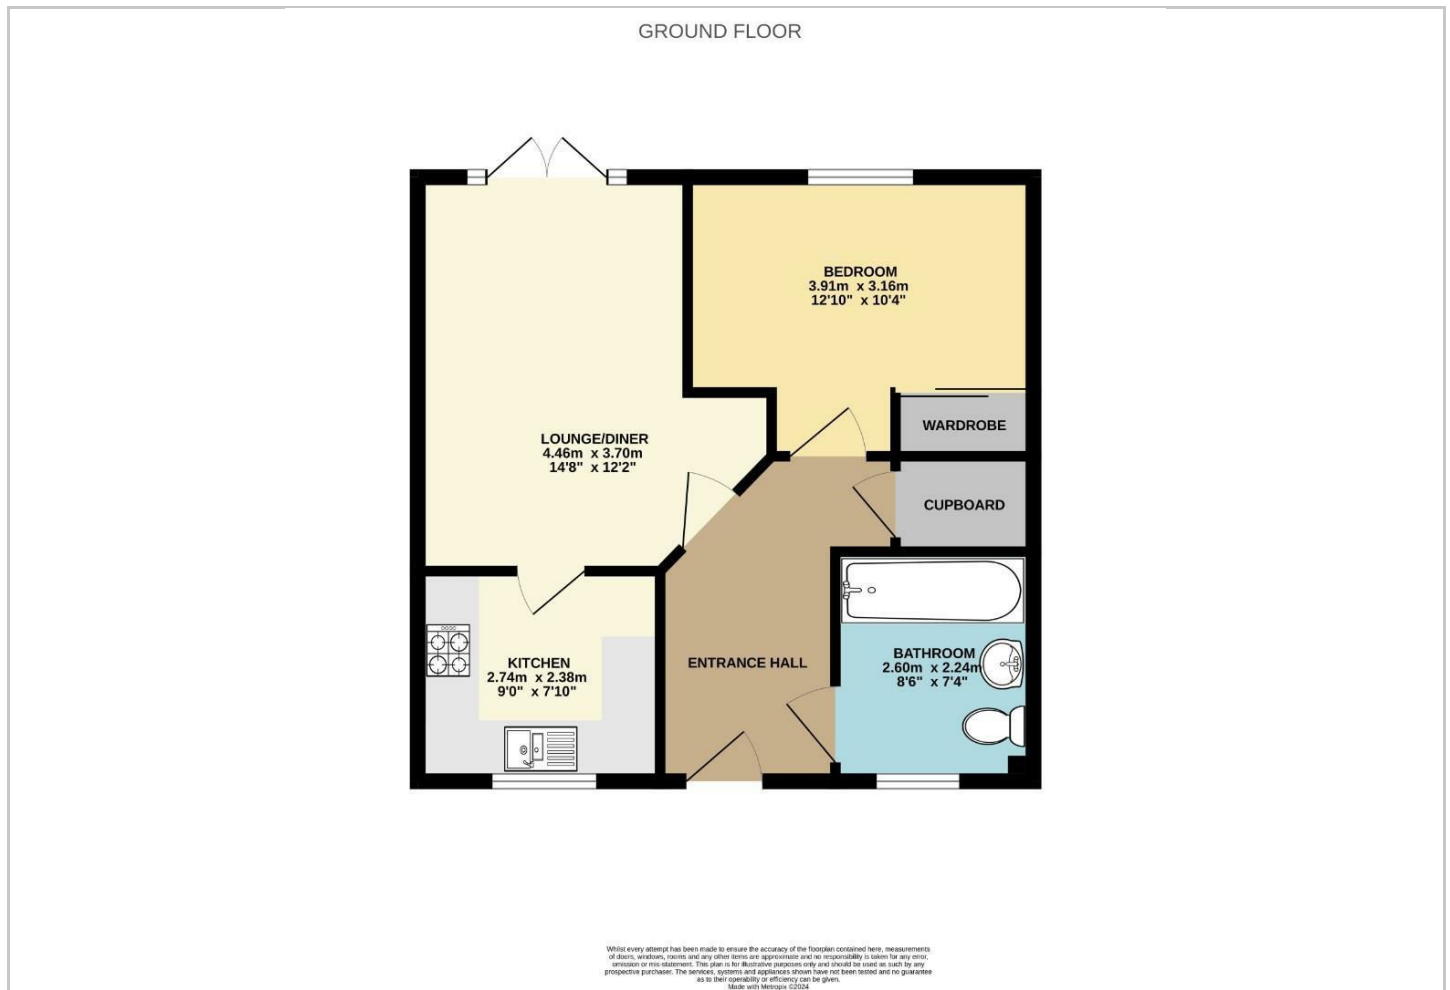 GROUND FLOOR
BEDROOM
3.91m x 3.16m
12'10" x 10'4"
WARDROBE
LOUNGE/DINER
4.46m x 3.70m
14'8" x 12'2"
CUPBOARD
KITCHEN
2.74m x 2.38m
9'0" x 7'10"
ENTRANCE HALL
BATHROOM
2.60m x 2.24m
8'6" x 7'4"
Whilst every attempt has been made to ensure the accuracy of the floorplan contained here, measurements
of doors, windows, rooms and any other items are approximate and no responsibility is taken for any error,
omission or mis-statement. This plan is for illustrative purposes only and should be used as such by any
prospective purchaser. The services, systems and appliances shown have not been tested and no guarantee
as to their operability or efficiency can be given.
Made with Metropix ©2024